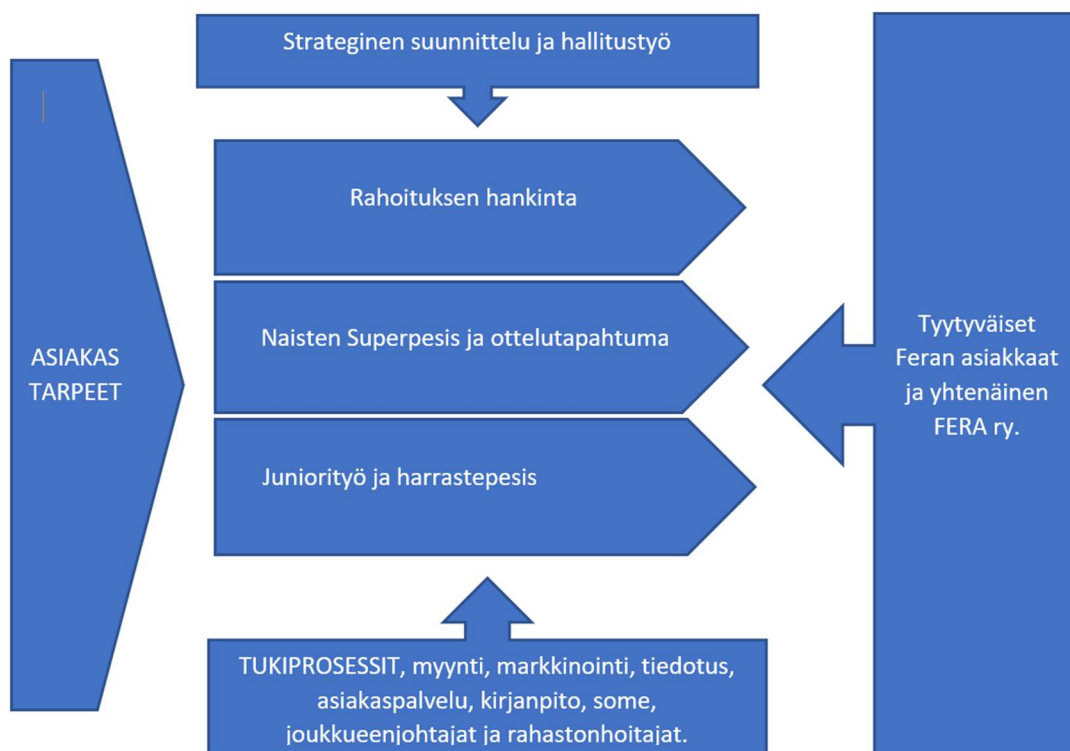 Strateginen suunnittelu ja hallitustyö
ASIAKAS
TARPEET
Rahoituksen hankinta
Naisten Superpesis ja ottelutapahtuma
Juniorityö ja harrastepesis
Tyytyväiset
Feran asiakkaat
ja yhtenäinen
FERA ry.
TUKIPROSESSIT, myynti, markkinointi, tiedotus,
asiakaspalvelu, kirjanpito, some,
joukkueenjohtajat ja rahastonhoitajat.